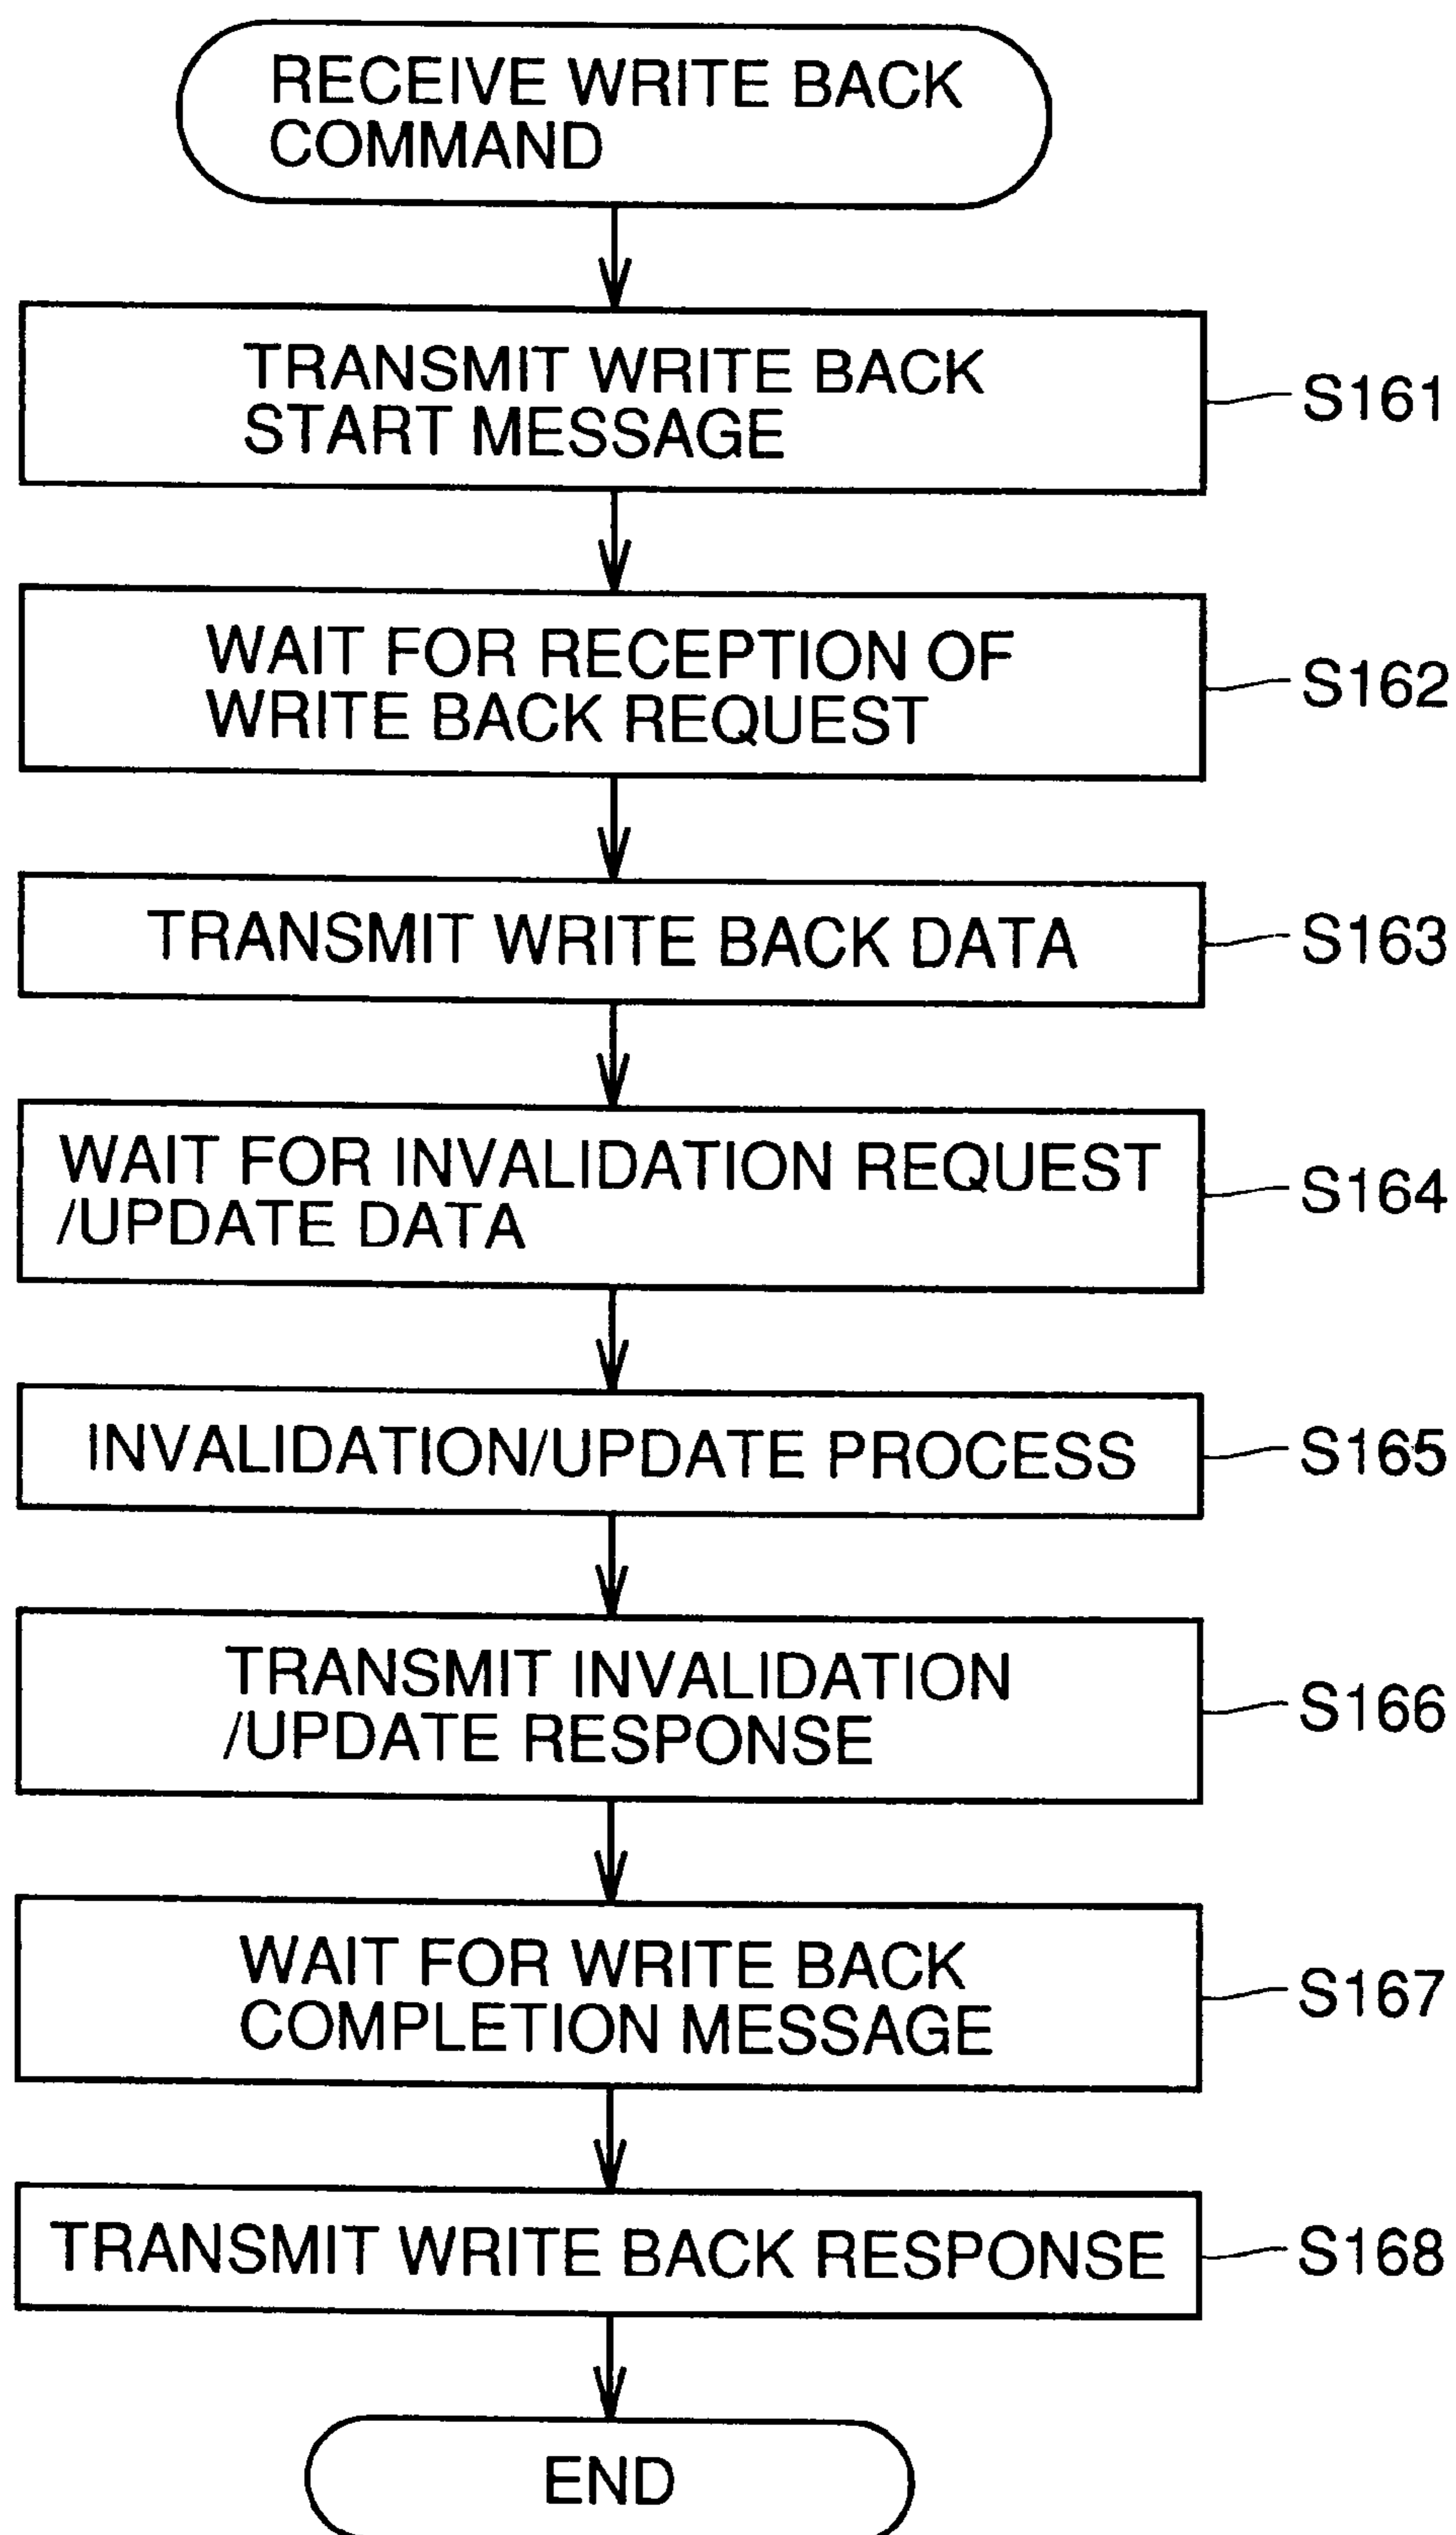 RECEIVE WRITE BACK
COMMAND
TRANSMIT WRITE BACK
START MESSAGE
S161
WAIT FOR RECEPTION OF
WRITE BACK REQUEST
S162
TRANSMIT WRITE BACK DATA
S163
WAIT FOR INVALIDATION REQUEST
/UPDATE DATA
S164
INVALIDATION/UPDATE PROCESS
S165
TRANSMIT INVALIDATION
/UPDATE RESPONSE
S166
WAIT FOR WRITE BACK
COMPLETION MESSAGE
S167
TRANSMIT WRITE BACK RESPONSE
S168
END